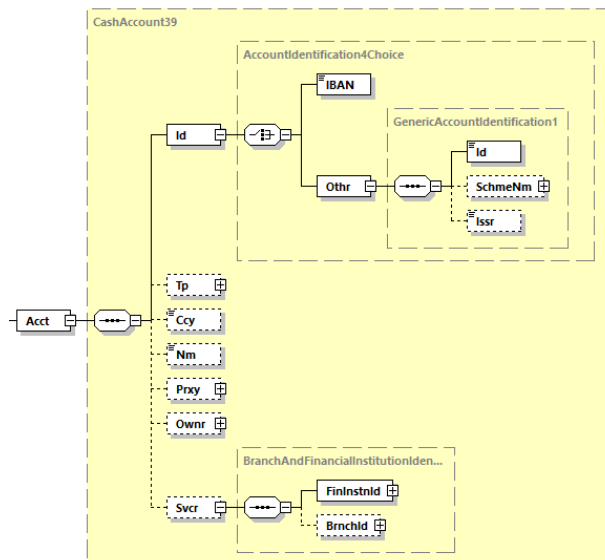 CashAccount39
AccountIdentification4Choice
IBAN
GenericAccountIdentification1
Id
Id
Othr
SchmeNm
Issr
Tp
Ccy
Acct
Nm
Prxy
Ownr
BranchAndFinancialInstitutionIden...
FinInstnId
Svcr
BrnchId